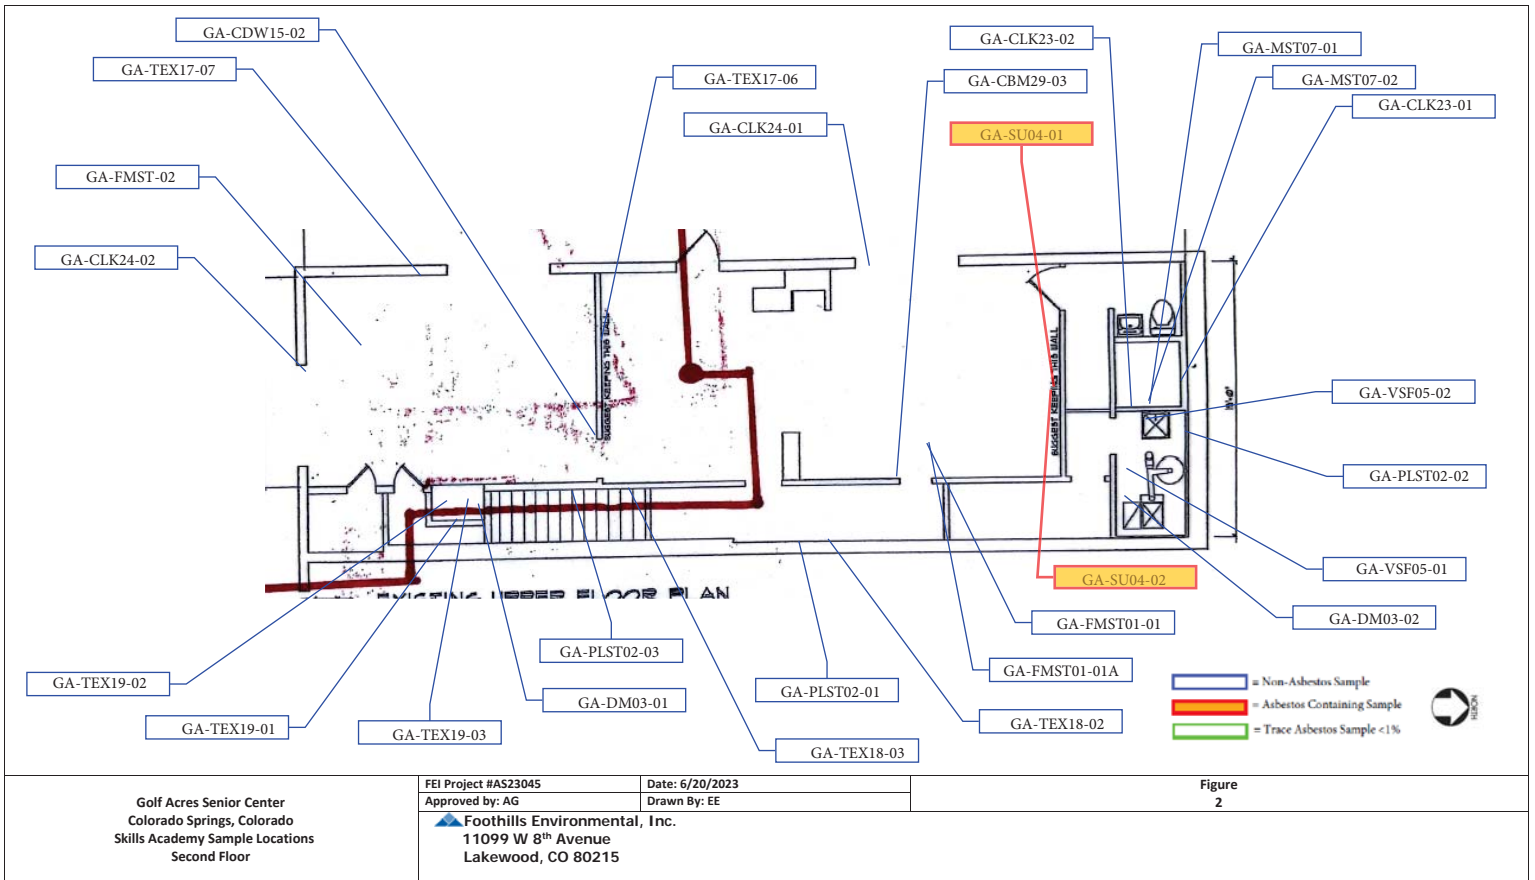 GA-CDW15-02
GA-CLK23-02
GA-MST07-01
GA-TEX17-07
GA-TEX17-06
GA-CBM29-03
GA-MST07-02
GA-CLK23-01
GA-CLK24-01
GA-SU04-01
GA-FMST-02
GA-CLK24-02
SUGGEST KEEPING THIS WALL
SUGGEST KEEPING THIS WALL
GA-VSF05-02
GA-PLST02-02
GA-VSF05-01
GA-SU04-02
EXISTING UPPER FLOOR PLAN
GA-DM03-02
GA-FMST01-01
GA-PLST02-03
GA-FMST01-01A
GA-TEX19-02
GA-PLST02-01
GA-DM03-01
GA-TEX18-02
GA-TEX19-01
GA-TEX19-03
GA-TEX18-03
= Non-Asbestos Sample
= Asbestos Containing Sample
= Trace Asbestos Sample <1%
NORTH
Golf Acres Senior Center
Colorado Springs, Colorado
Skills Academy Sample Locations
Second Floor
FEI Project #AS23045
Date: 6/20/2023
Approved by: AG
Drawn By: EE
Foothills Environmental, Inc.
11099 W 8th Avenue
Lakewood, CO 80215
Figure
2